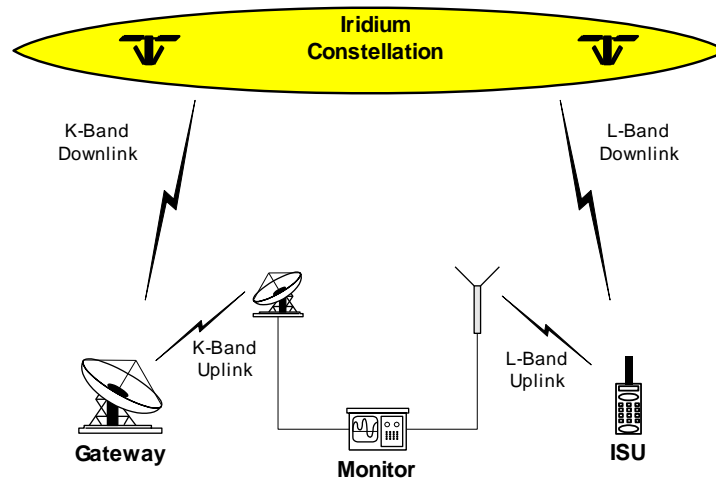 Iridium
Constellation
K-Band
Downlink
L-Band
Downlink
K-Band
Uplink
L-Band
Uplink
Gateway
Monitor
ISU